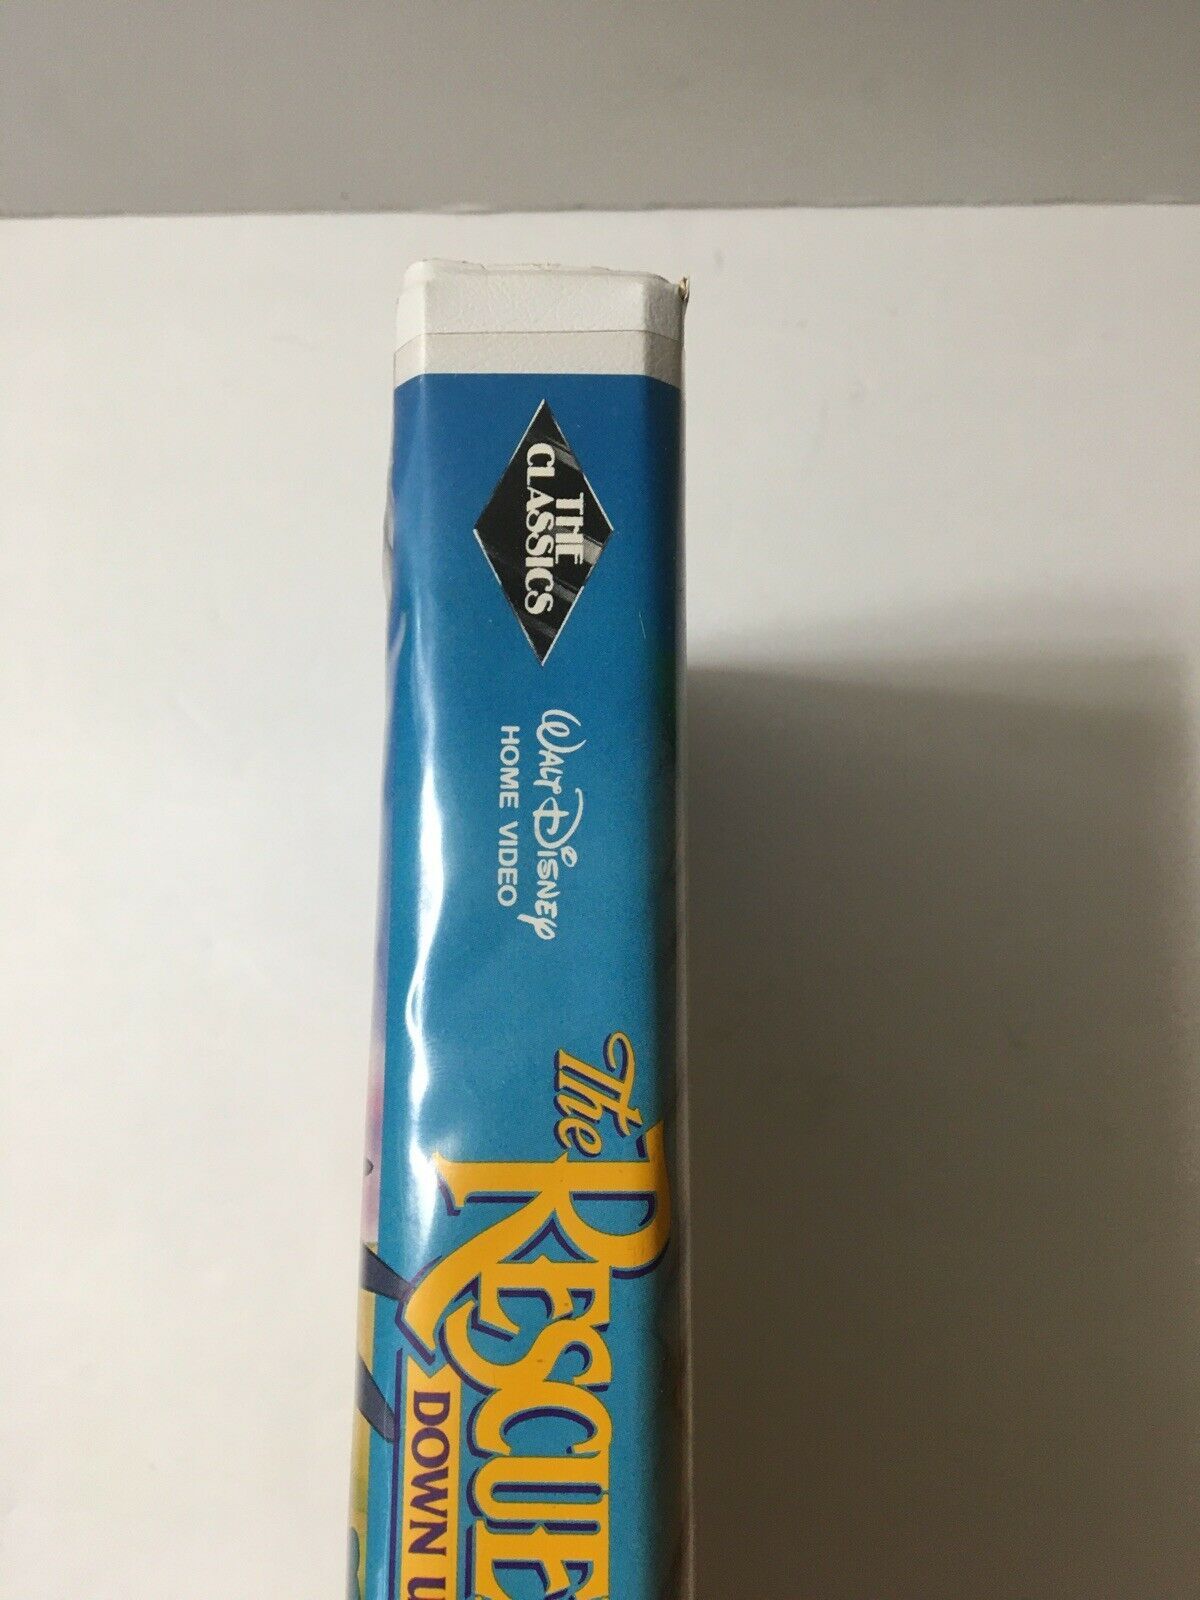 THE
CLASSICS
WALT DISNEY
HOME VIDEO
The
RESCUE
DOWN U